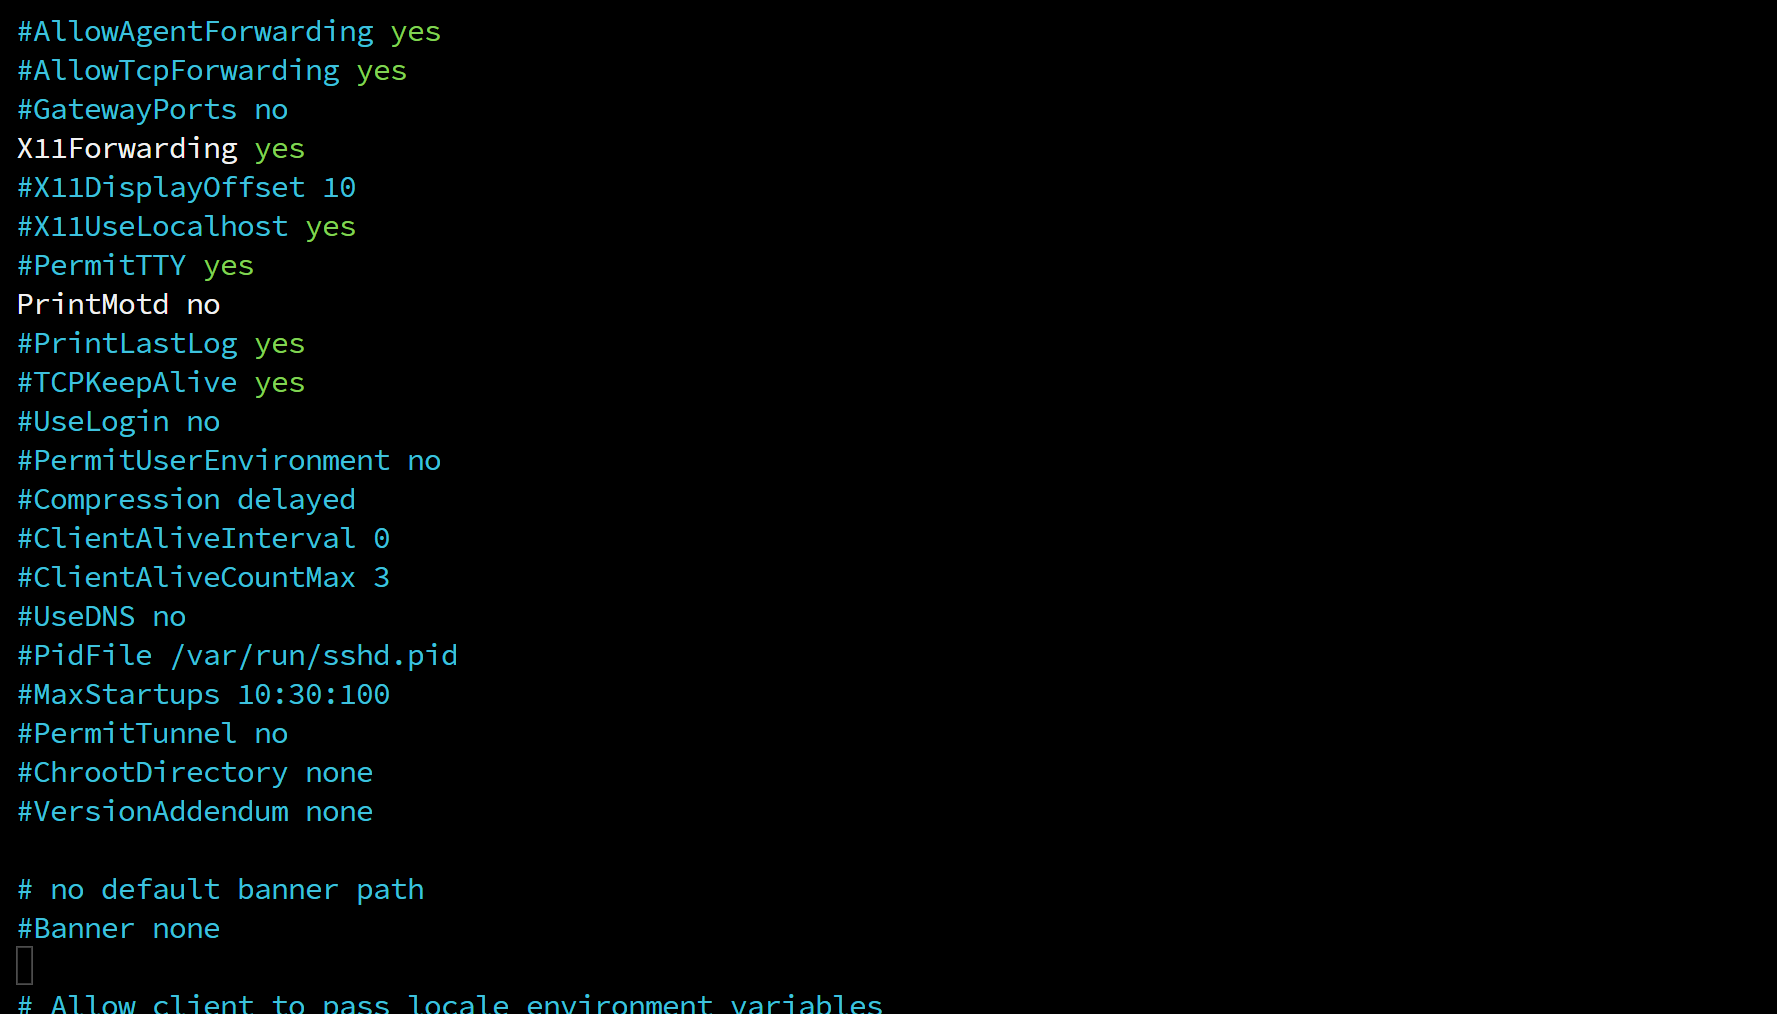 #AllowAgentForwarding yes
#AllowTcpForwarding yes
#GatewayPorts no
X11Forwarding yes
#X11DisplayOffset 10
#X11UseLocalhost yes
#PermitTTY yes
PrintMotd no
#PrintLastLog yes
#TCPKeepAlive yes
#UseLogin no
#PermitUserEnvironment no
#Compression delayed
#ClientAliveInterval 0
#ClientAliveCountMax 3
#UseDNS no
#PidFile /var/run/sshd.pid
#MaxStartups 10:30:100
#PermitTunnel no
#ChrootDirectory none
#VersionAddendum none
# no default banner path
#Banner none
# Allow client to pass locale environment variables